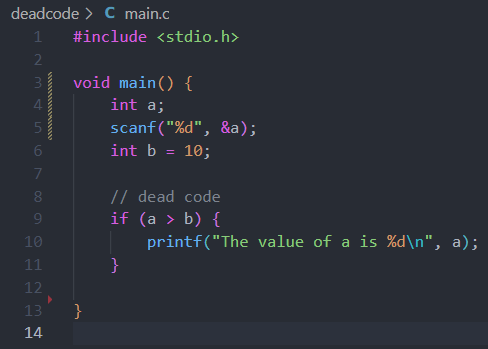 deadcode > C main.c
1 #include <stdio.h>
2
3 void main() {
4     int a;
5     scanf("%d", &a);
6     int b = 10;
7
8     // dead code
9     if (a > b) {
10         printf("The value of a is %d\n", a);
11     }
12
13 }
14